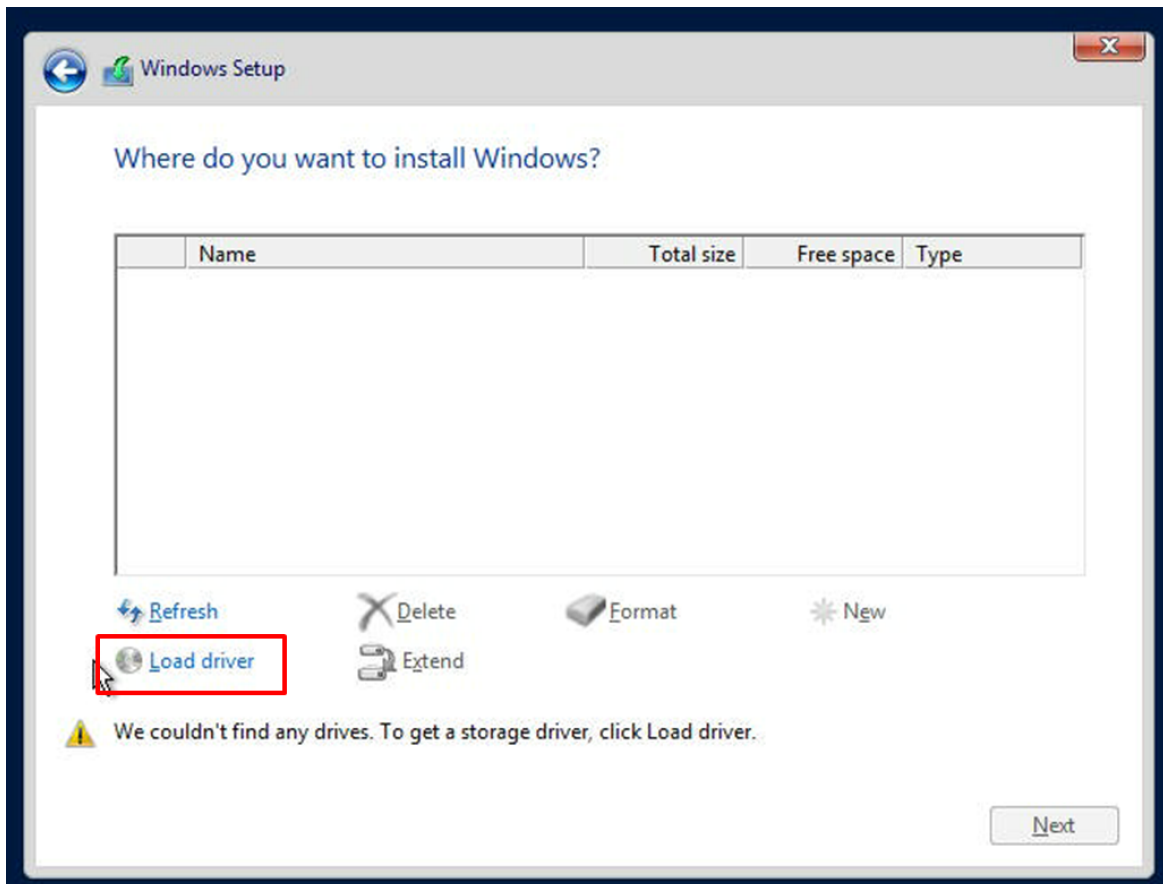 Windows Setup
Where do you want to install Windows?
Name Total size Free space Type
Refresh Delete Format New
Load driver Extend
We couldn't find any drives. To get a storage driver, click Load driver.
Next